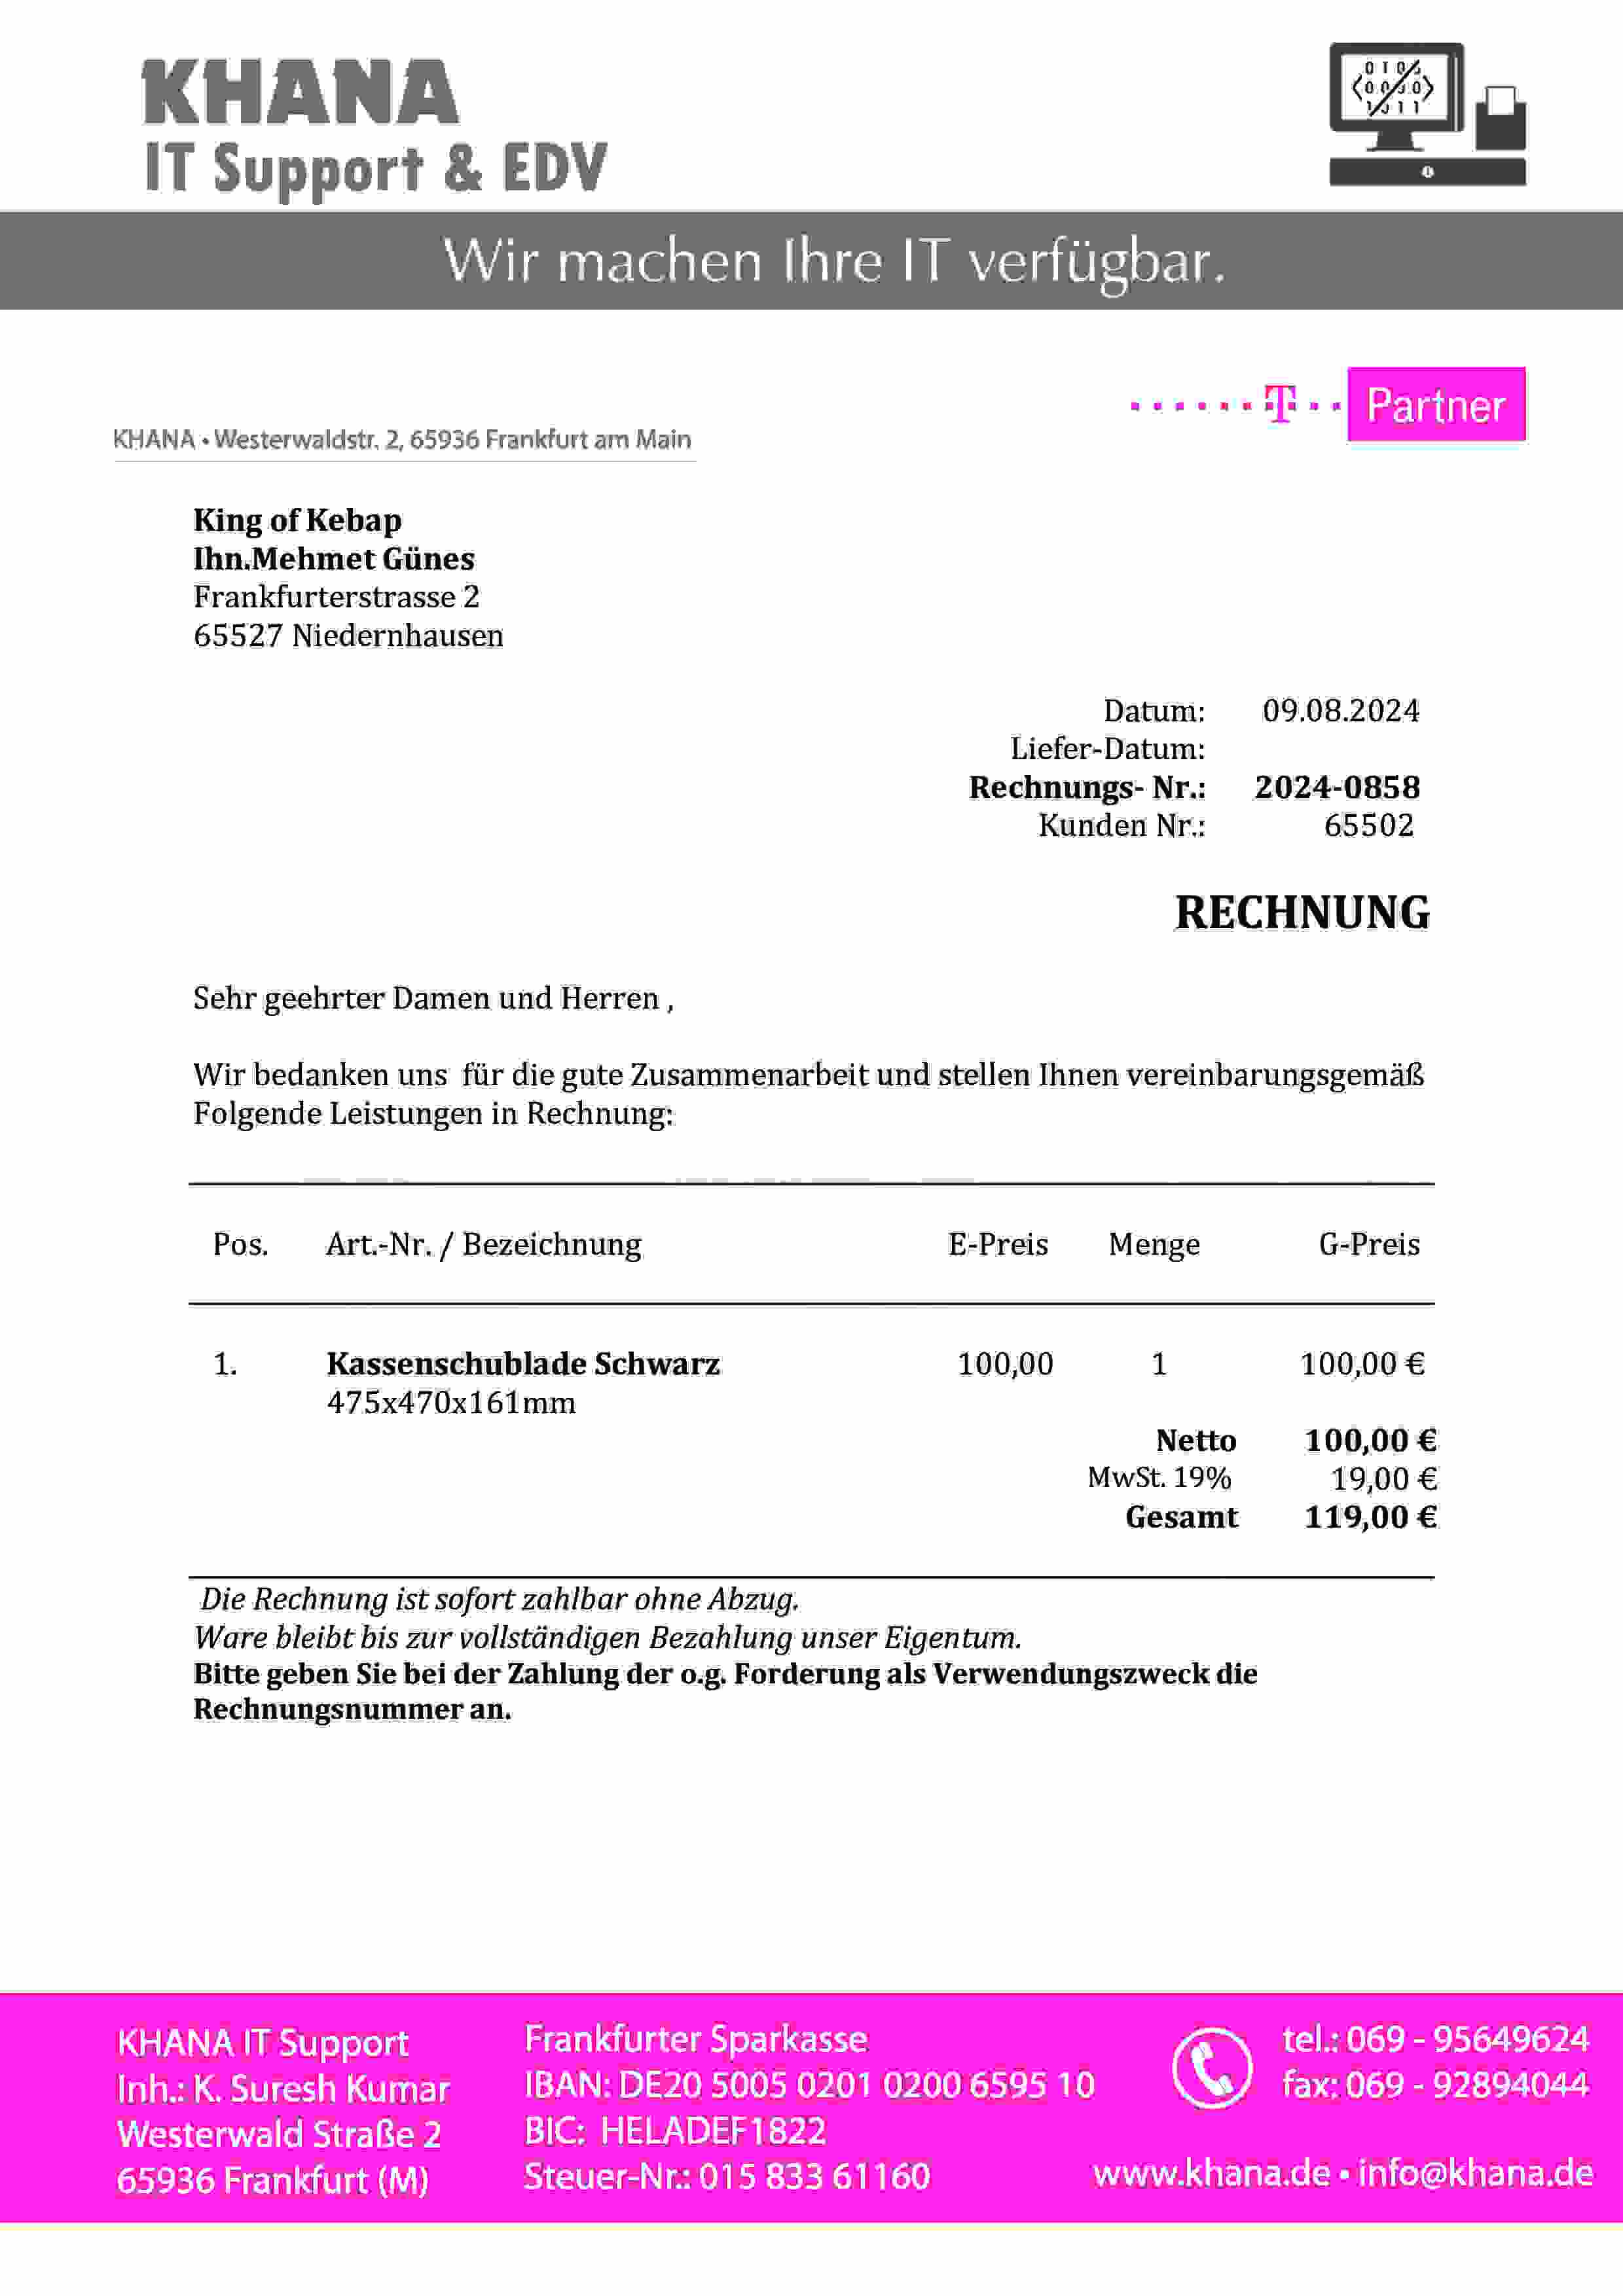 KHANA
IT Support & EDV
Wir machen Ihre IT verfügbar.
T Partner
KHANA • Westerwaldstr. 2, 65936 Frankfurt am Main
King of Kebap
Ihn.Mehmet Günes
Frankfurterstrasse 2
65527 Niedernhausen
Datum: 09.08.2024
Liefer-Datum:
Rechnungs- Nr.: 2024-0858
Kunden Nr.: 65502
RECHNUNG
Sehr geehrter Damen und Herren ,
Wir bedanken uns für die gute Zusammenarbeit und stellen Ihnen vereinbarungsgemäß
Folgende Leistungen in Rechnung:
Pos. Art.-Nr. / Bezeichnung E-Preis Menge G-Preis
1. Kassenschublade Schwarz 100,00 1 100,00 €
475x470x161mm
Netto 100,00 €
MwSt. 19% 19,00 €
Gesamt 119,00 €
Die Rechnung ist sofort zahlbar ohne Abzug.
Ware bleibt bis zur vollständigen Bezahlung unser Eigentum.
Bitte geben Sie bei der Zahlung der o.g. Forderung als Verwendungszweck die
Rechnungsnummer an.
KHANA IT Support
Inh.: K. Suresh Kumar
Westerwald Straße 2
65936 Frankfurt (M)
Frankfurter Sparkasse
IBAN: DE20 5005 0201 0200 6595 10
BIC: HELADEF1822
Steuer-Nr.: 015 833 61160
tel.: 069 - 95649624
fax: 069 - 92894044
www.khana.de • info@khana.de